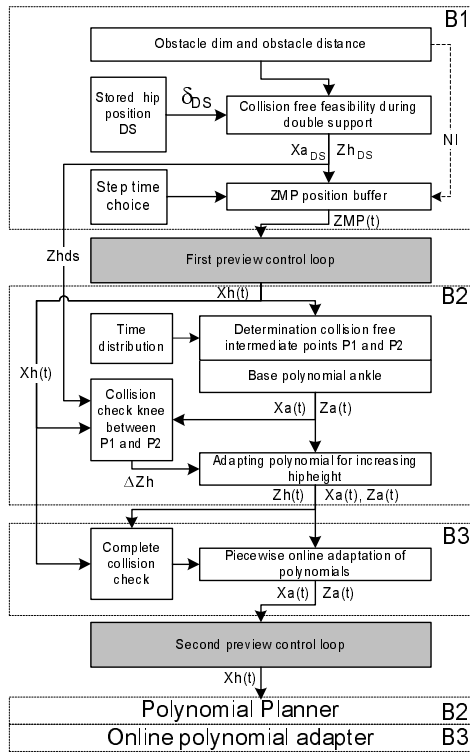 B1
Obstacle dim and obstacle distance
Stored hip
position
DS
δDS
Collision free feasibility during
double support
NI
XaDS ZhDS
Step time
choice
ZMP position buffer
ZMP(t)
Zhds
First preview control loop
Xh(t)
B2
Time
distribution
Determination collision free
intermediate points P1 and P2
Base polynomial ankle
Xh(t)
Collision
check knee
between
P1 and P2
Xa(t) Za(t)
ΔZh
Adapting polynomial for increasing
hipheight
Zh(t) Xa(t), Za(t)
B3
Complete
collision
check
Piecewise online adaptation of
polynomials
Xa(t) Za(t)
Second preview control loop
Xh(t)
Polynomial Planner B2
Online polynomial adapter B3